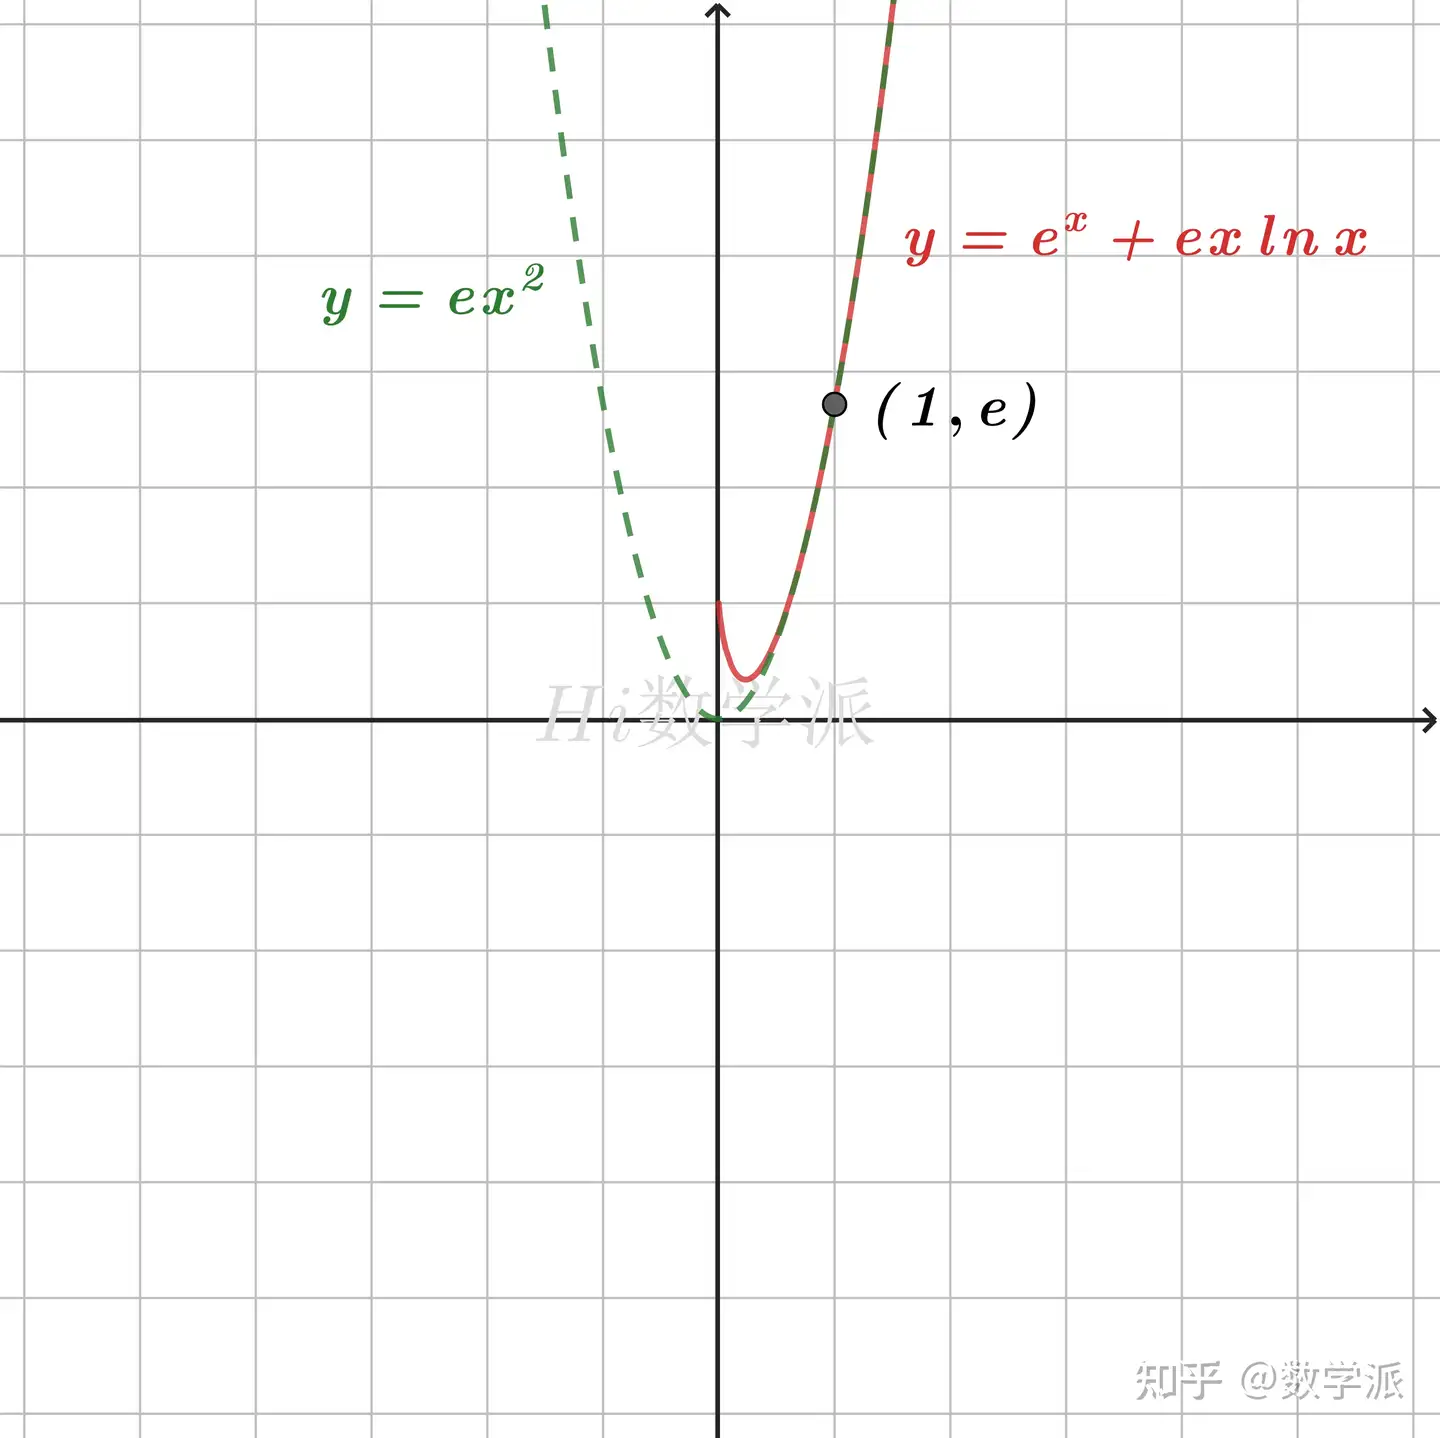 y = e^x + ex ln x
y = ex^2
(1, e)
Hi数学派
知乎 @数学派